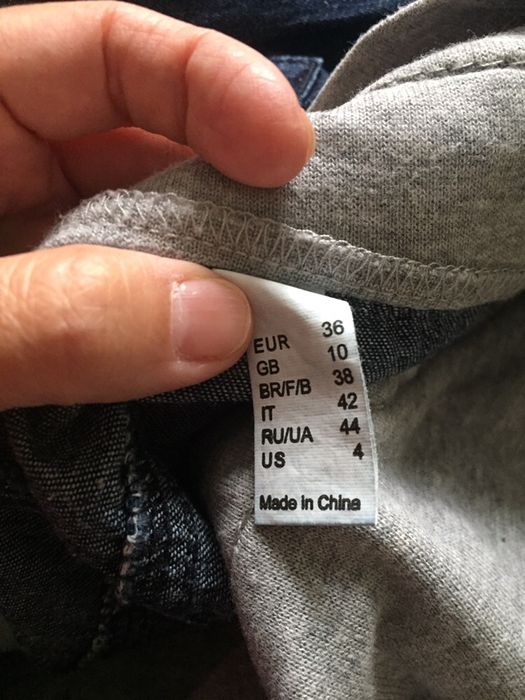 EUR 36
GB 10
BR/F/B 38
IT 42
RU/UA 44
US 4
Made in China